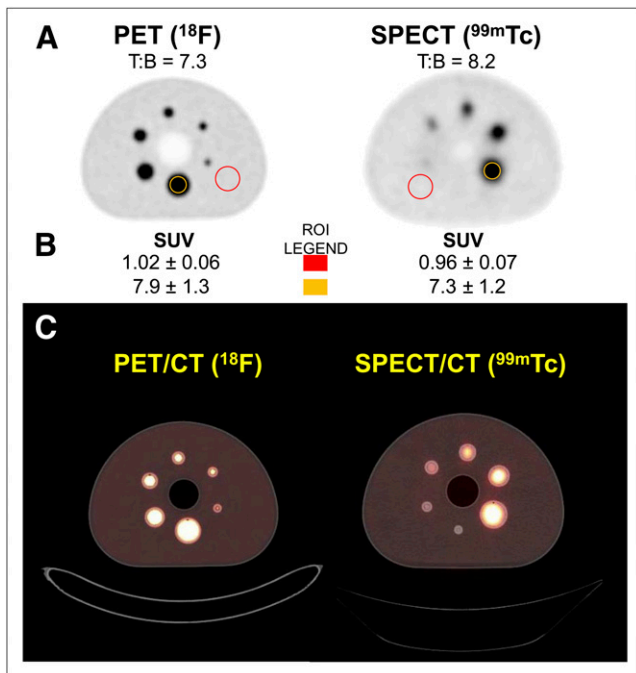 A
PET (¹⁸F)
SPECT (⁹⁹ᵐTc)
T:B = 7.3
T:B = 8.2
B
SUV
ROI
LEGEND
SUV
1.02 ± 0.06
0.96 ± 0.07
7.9 ± 1.3
7.3 ± 1.2
C
PET/CT (¹⁸F)
SPECT/CT (⁹⁹ᵐTc)